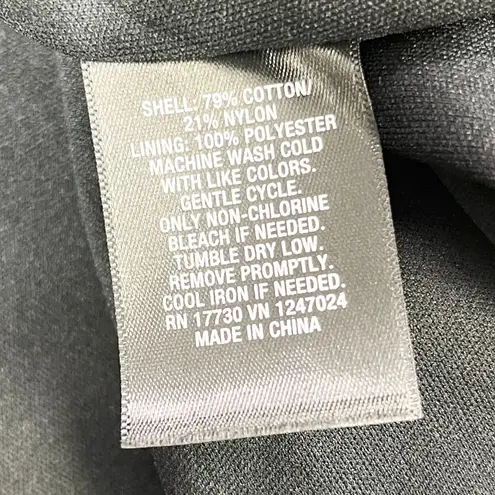 SHELL: 79% COTTON/
21% NYLON
LINING: 100% POLYESTER
MACHINE WASH COLD
WITH LIKE COLORS.
GENTLE CYCLE.
ONLY NON-CHLORINE
BLEACH IF NEEDED.
TUMBLE DRY LOW.
REMOVE PROMPTLY.
COOL IRON IF NEEDED.
RN 17730 VN 1247024
MADE IN CHINA